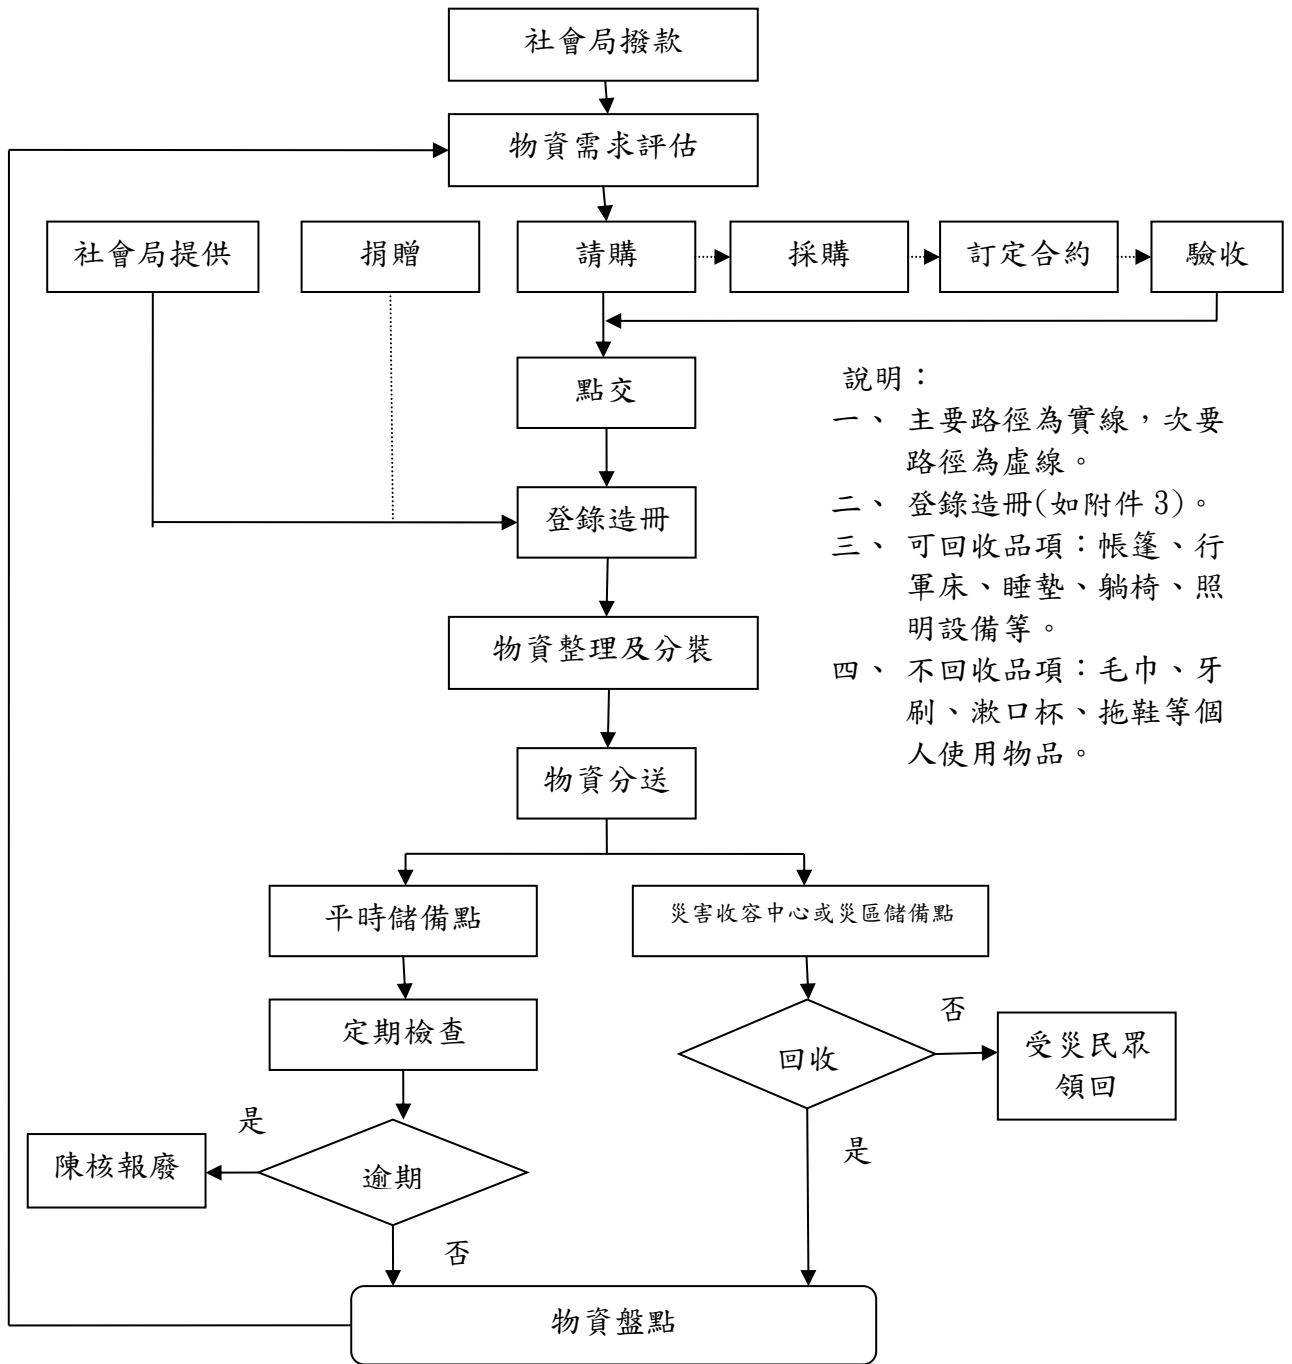 社會局撥款
物資需求評估
社會局提供
捐贈
請購
採購
訂定合約
驗收
點交
說明：
一、 主要路徑為實線，次要
路徑為虛線。
二、 登錄造冊(如附件 3)。
三、 可回收品項：帳篷、行
軍床、睡墊、躺椅、照
明設備等。
四、 不回收品項：毛巾、牙
刷、漱口杯、拖鞋等個
人使用物品。
登錄造冊
物資整理及分裝
物資分送
平時儲備點
災害收容中心或災區儲備點
定期檢查
回收
否
受災民眾
領回
是
陳核報廢
逾期
是
否
物資盤點